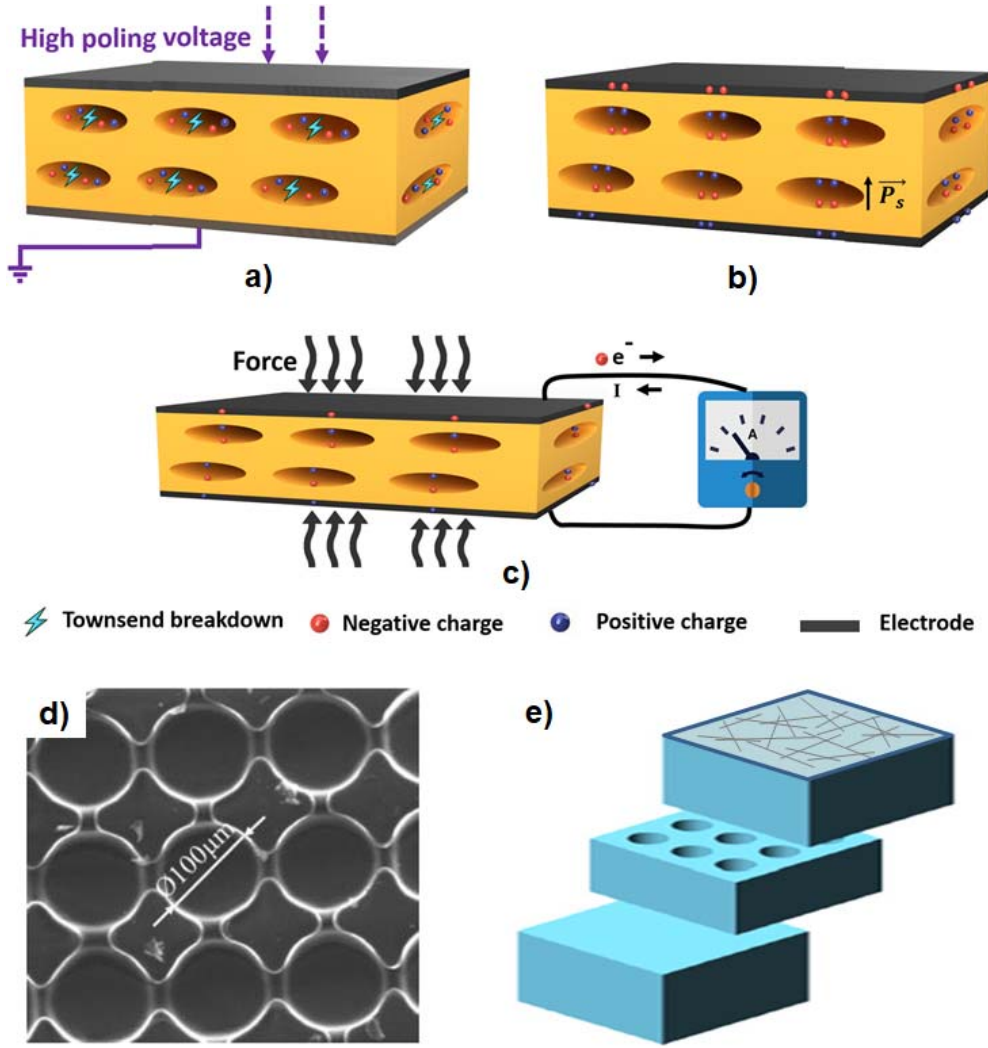 High poling voltage
a)
b)
P_s
Force
e^-
I
A
c)
Townsend breakdown
Negative charge
Positive charge
Electrode
d)
e)
Ø100µm